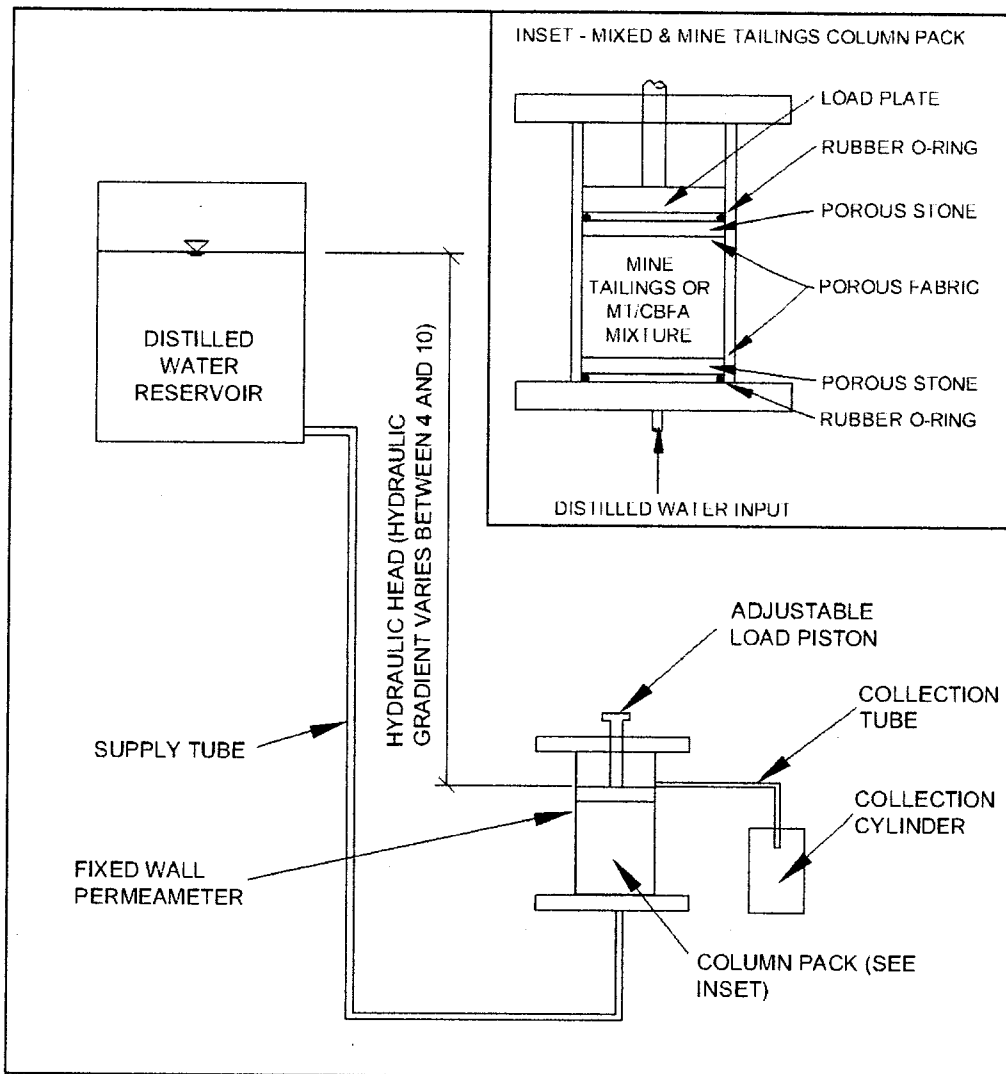 INSET - MIXED & MINE TAILINGS COLUMN PACK
LOAD PLATE
RUBBER O-RING
POROUS STONE
MINE
TAILINGS OR
MT/CBFA
MIXTURE
POROUS FABRIC
POROUS STONE
RUBBER O-RING
DISTILLED WATER INPUT
DISTILLED
WATER
RESERVOIR
HYDRAULIC HEAD (HYDRAULIC
GRADIENT VARIES BETWEEN 4 AND 10)
ADJUSTABLE
LOAD PISTON
COLLECTION
TUBE
SUPPLY TUBE
COLLECTION
CYLINDER
FIXED WALL
PERMEAMETER
COLUMN PACK (SEE
INSET)